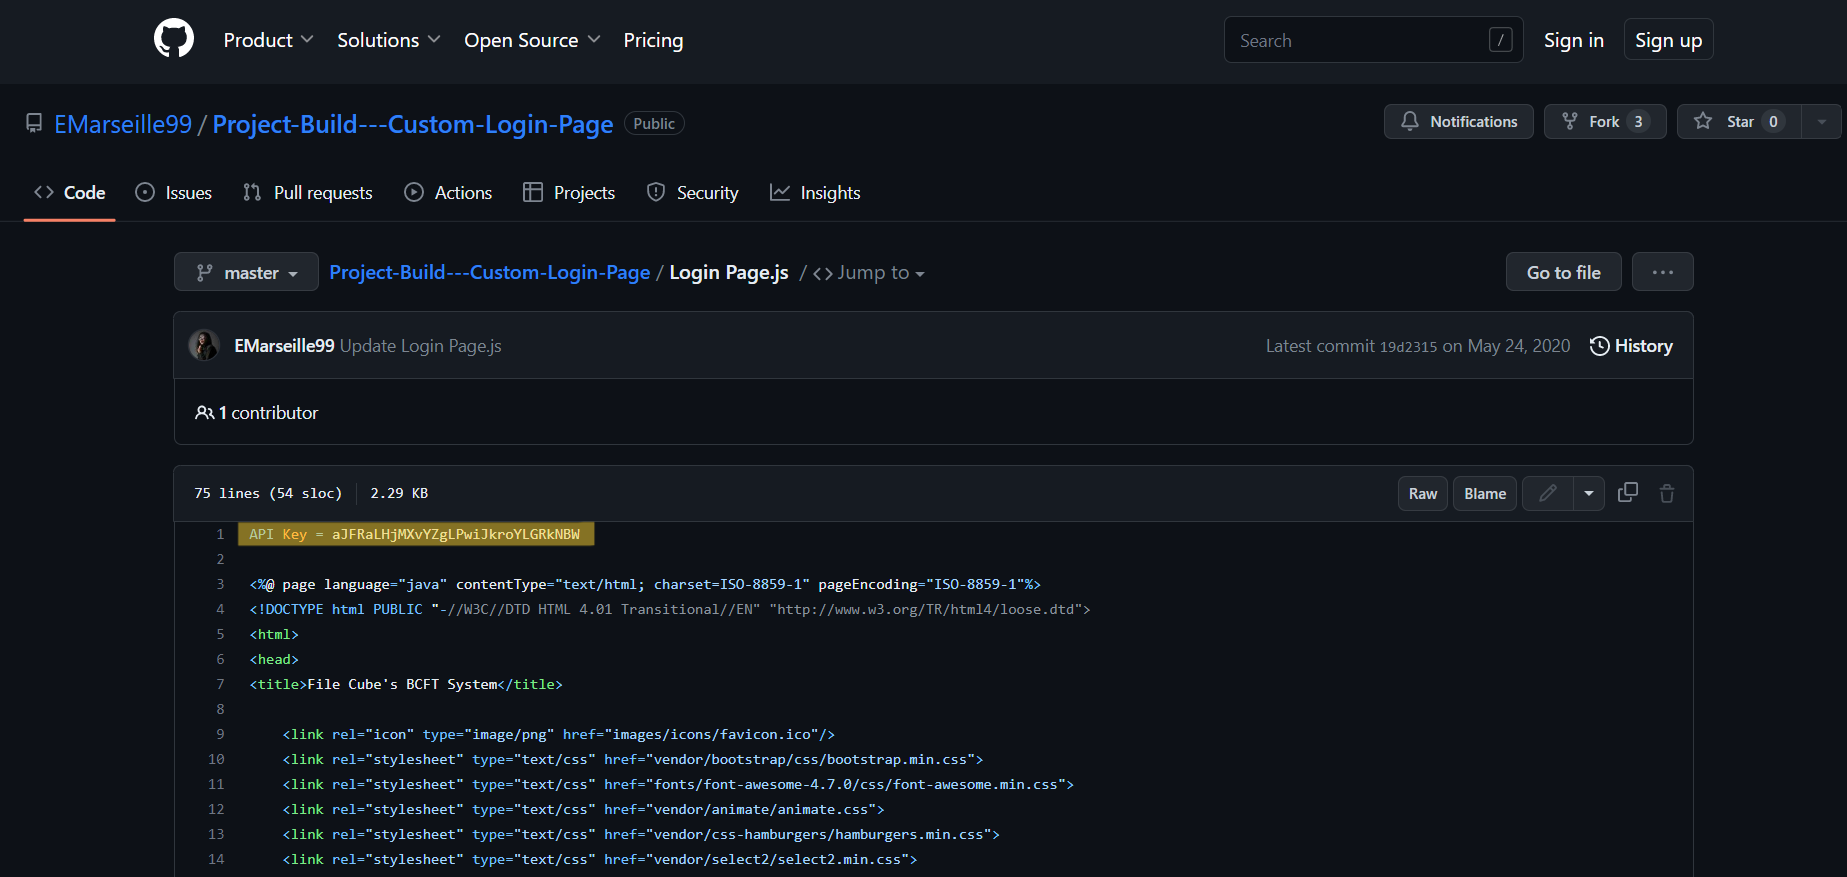 Product Solutions Open Source Pricing Search / Sign in Sign up
EMarseille99 / Project-Build---Custom-Login-Page Public Notifications Fork 3 Star 0
Code Issues Pull requests Actions Projects Security Insights
master Project-Build---Custom-Login-Page / Login Page.js / <> Jump to Go to file ...
EMarseille99 Update Login Page.js Latest commit 19d2315 on May 24, 2020 History
1 contributor
75 lines (54 sloc) 2.29 KB Raw Blame
1 API Key = aJFRaLHjMXvYZgLPwiJkroYLGRkNBW
2
3 <%@ page language="java" contentType="text/html; charset=ISO-8859-1" pageEncoding="ISO-8859-1"%>
4 <!DOCTYPE html PUBLIC "-//W3C//DTD HTML 4.01 Transitional//EN" "http://www.w3.org/TR/html4/loose.dtd">
5 <html>
6 <head>
7 <title>File Cube's BCFT System</title>
8
9 <link rel="icon" type="image/png" href="images/icons/favicon.ico"/>
10 <link rel="stylesheet" type="text/css" href="vendor/bootstrap/css/bootstrap.min.css">
11 <link rel="stylesheet" type="text/css" href="fonts/font-awesome-4.7.0/css/font-awesome.min.css">
12 <link rel="stylesheet" type="text/css" href="vendor/animate/animate.css">
13 <link rel="stylesheet" type="text/css" href="vendor/css-hamburgers/hamburgers.min.css">
14 <link rel="stylesheet" type="text/css" href="vendor/select2/select2.min.css">